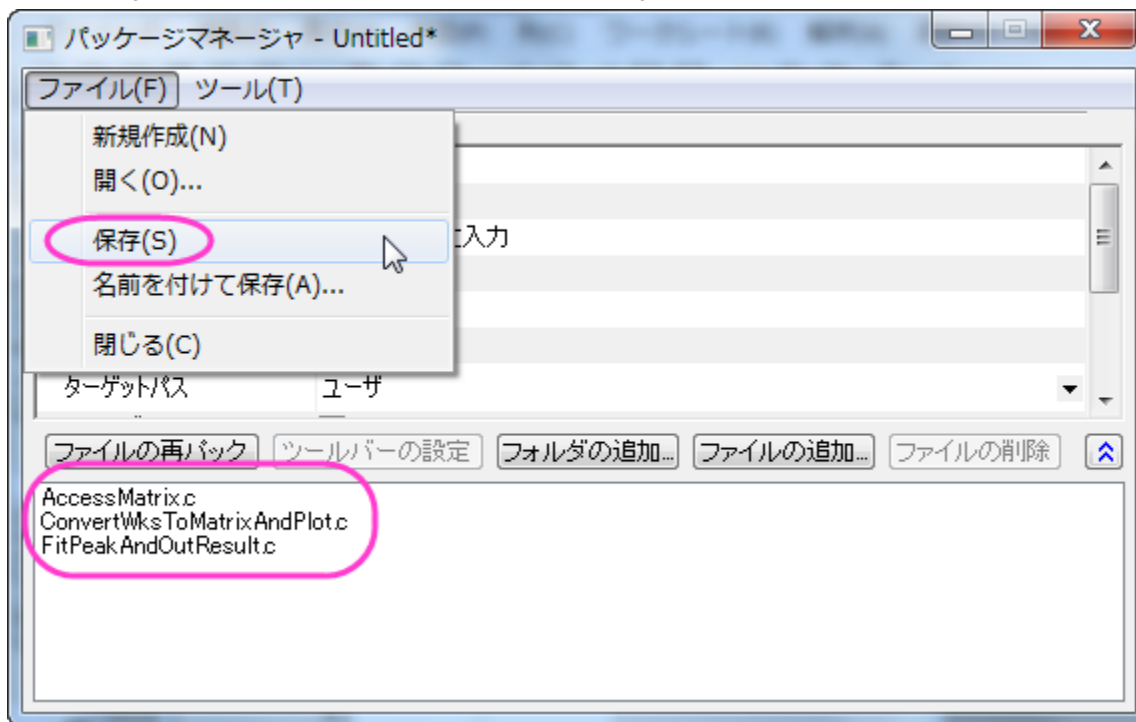 パッケージマネージャ - Untitled*
ファイル(F) ツール(T)
新規作成(N)
開く(O)...
保存(S)
入力
名前を付けて保存(A)...
閉じる(C)
ターゲットパス ユーザ
ファイルの再パック ツールバーの設定 フォルダの追加... ファイルの追加... ファイルの削除
AccessMatrix.c
ConvertWksToMatrixAndPlot.c
FitPeakAndOutResult.c